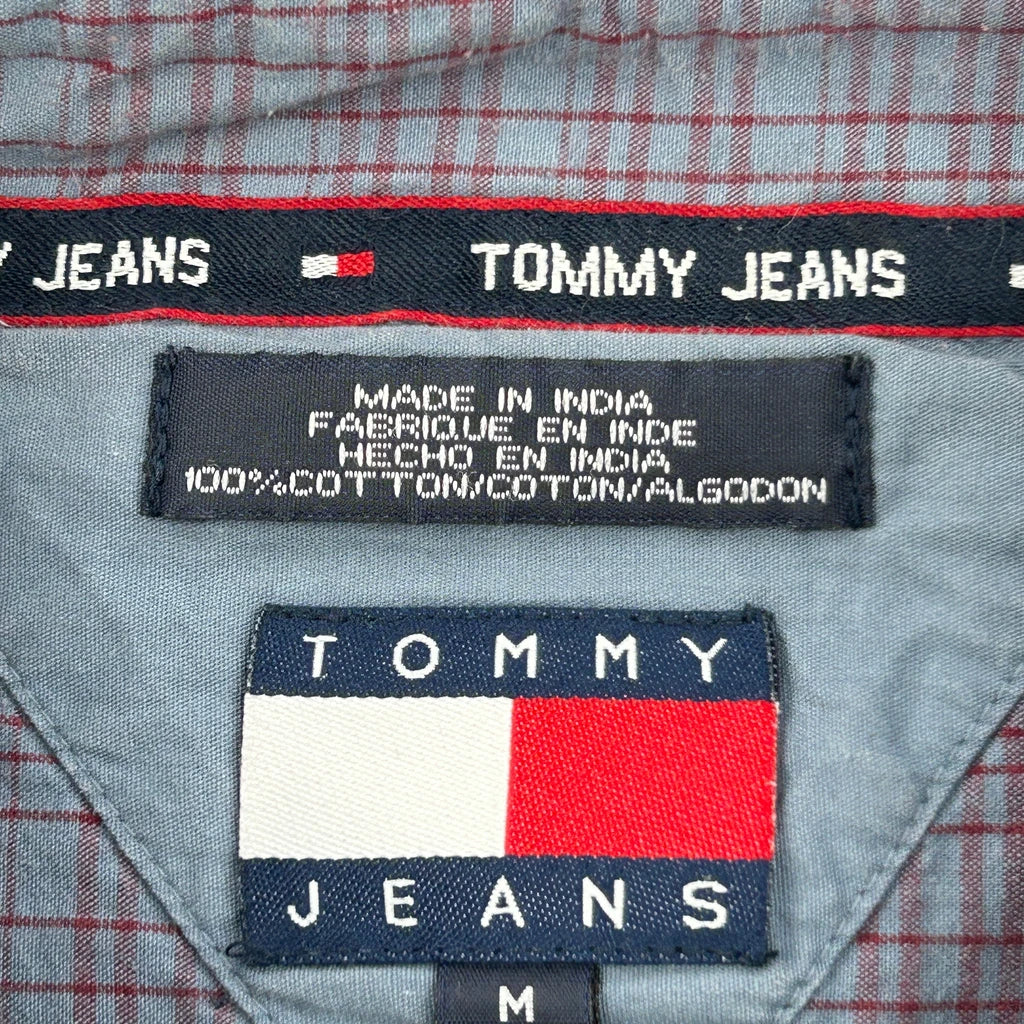 Y JEANS TOMMY JEANS
MADE IN INDIA
FABRIQUE EN INDE
HECHO EN INDIA
100%COTTON/COTON/ALGODON
TOMMY
JEANS
M